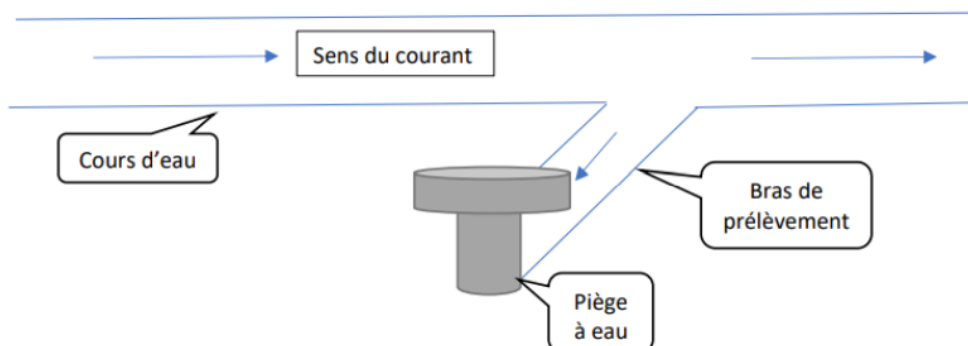 Sens du courant
Cours d'eau
Bras de
prélèvement
Piège
à eau